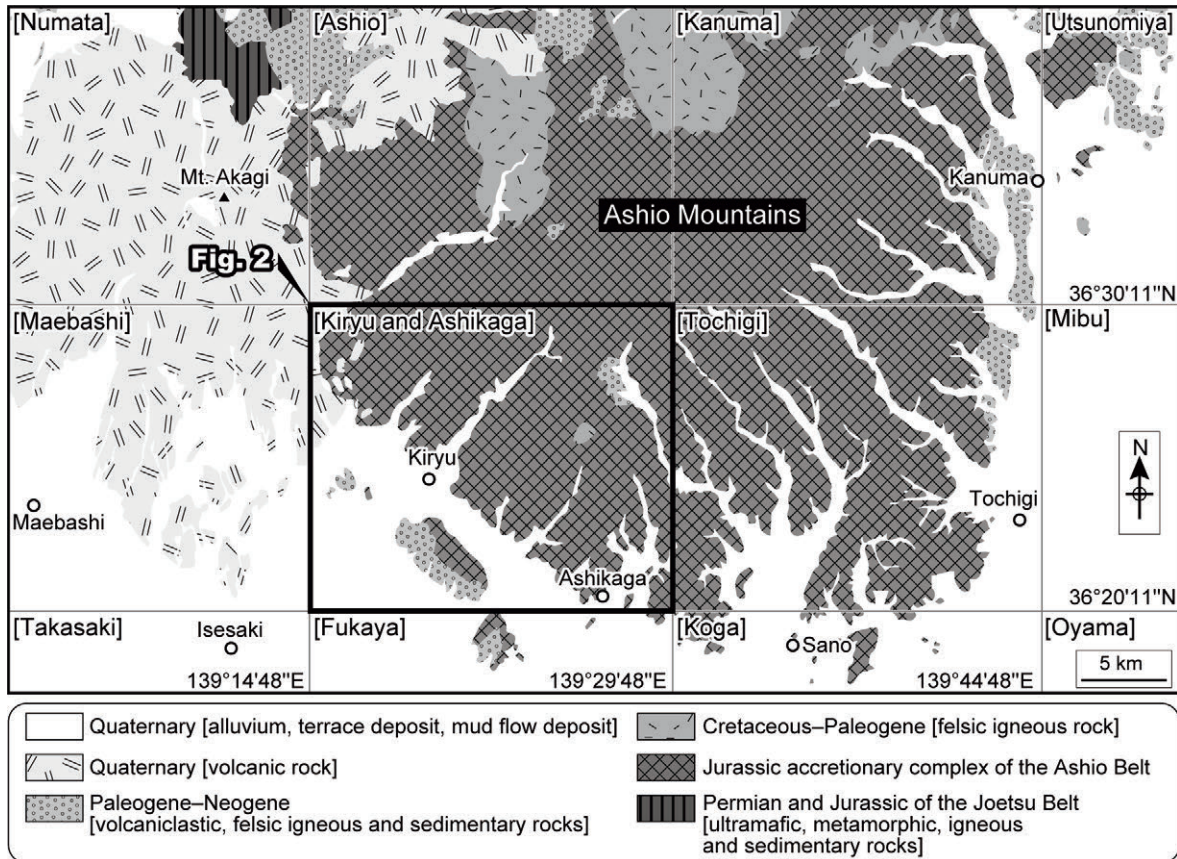 [Numata]
[Ashio]
[Kanuma]
[Utsunomiya]
Mt. Akagi
Kanuma
Ashio Mountains
Fig. 2
36°30'11"N
[Maebashi]
[Kiryu and Ashikaga]
[Tochigi]
[Mibu]
N
Kiryu
Maebashi
Tochigi
Ashikaga
36°20'11"N
[Takasaki]
Isesaki
[Fukaya]
[Koga]
Sano
[Oyama]
5 km
139°14'48"E
139°29'48"E
139°44'48"E
Quaternary [alluvium, terrace deposit, mud flow deposit]
Quaternary [volcanic rock]
Paleogene–Neogene
[volcaniclastic, felsic igneous and sedimentary rocks]
Cretaceous–Paleogene [felsic igneous rock]
Jurassic accretionary complex of the Ashio Belt
Permian and Jurassic of the Joetsu Belt
[ultramafic, metamorphic, igneous
and sedimentary rocks]